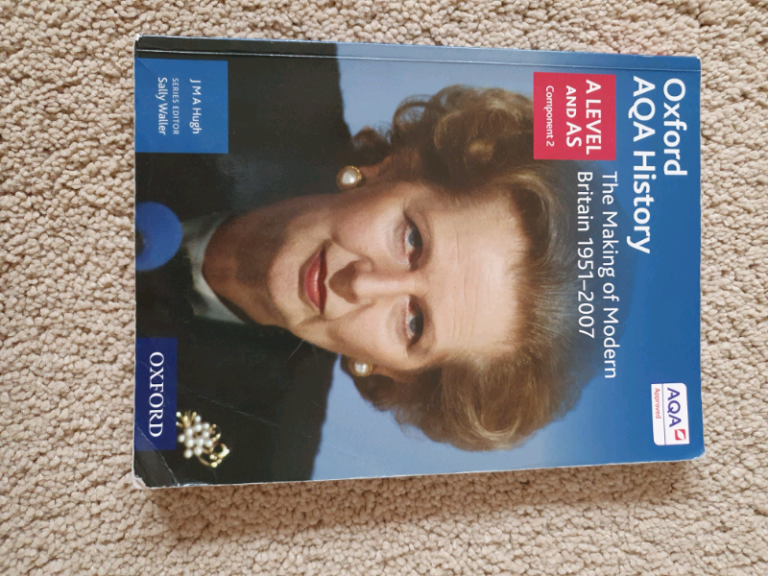 Oxford
AQA History
A LEVEL
AND AS
Component 2
The Making of Modern
Britain 1951–2007
AQA
Approved
J M A Hugh
SERIES EDITOR
Sally Waller
OXFORD